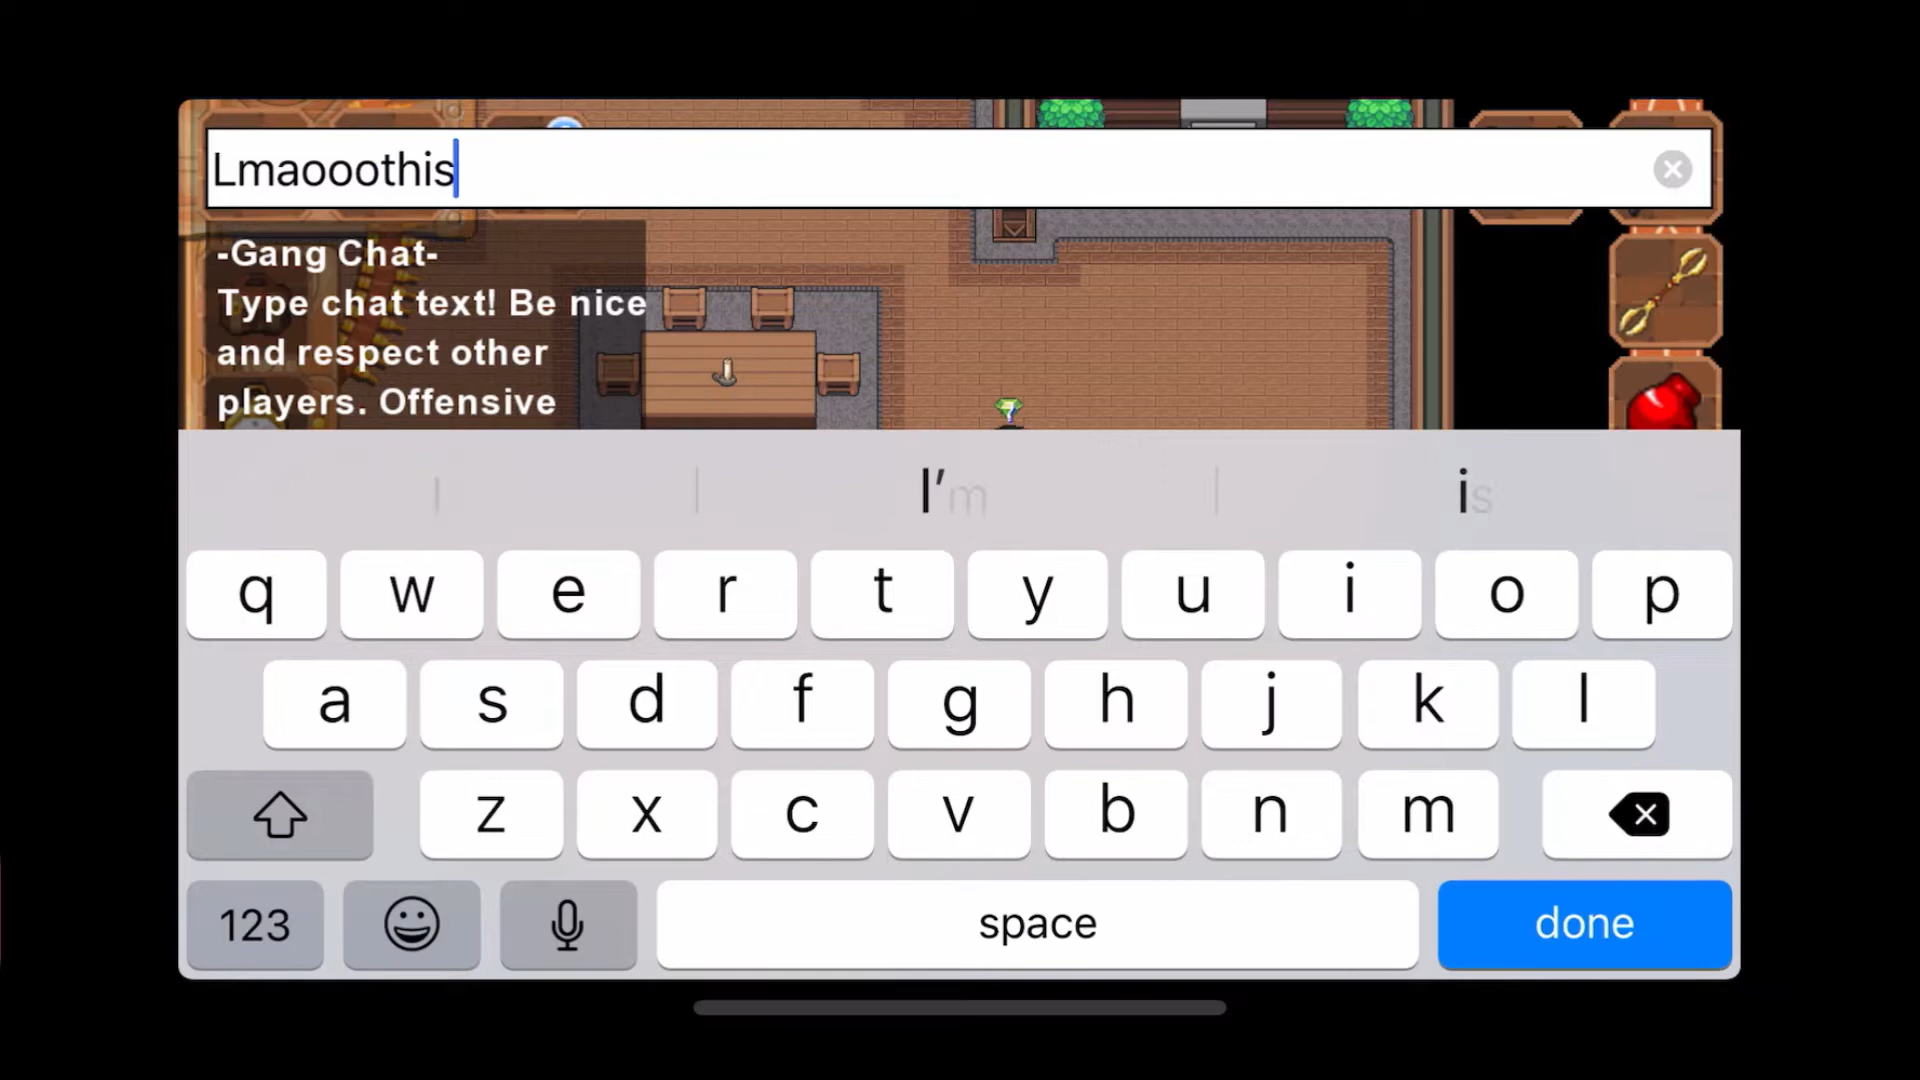 Lmaooothis
-Gang Chat-
Type chat text! Be nice
and respect other
players. Offensive
I I'm is
q w e r t y u i o p
a s d f g h j k l
z x c v b n m
123 space done